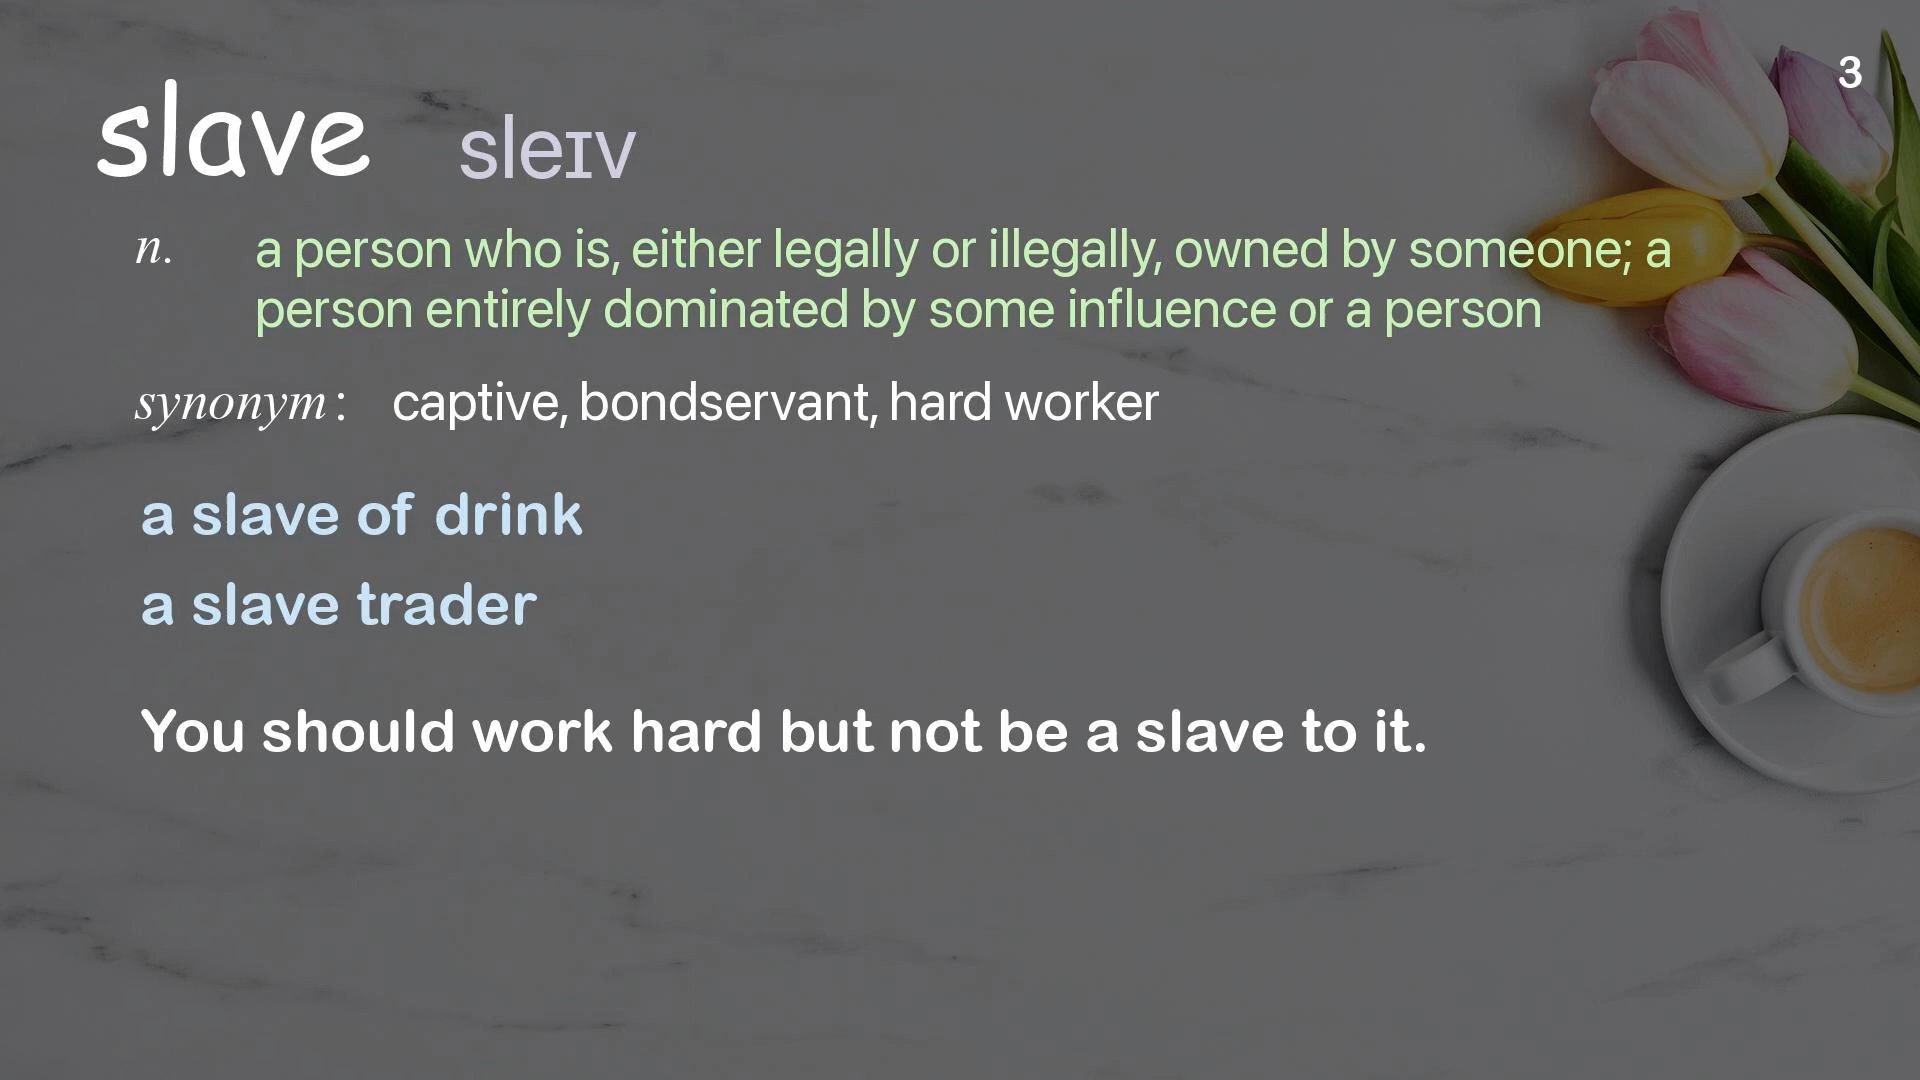 3
slave sleɪv
n. a person who is, either legally or illegally, owned by someone; a
person entirely dominated by some influence or a person
synonym: captive, bondservant, hard worker
a slave of drink
a slave trader
You should work hard but not be a slave to it.